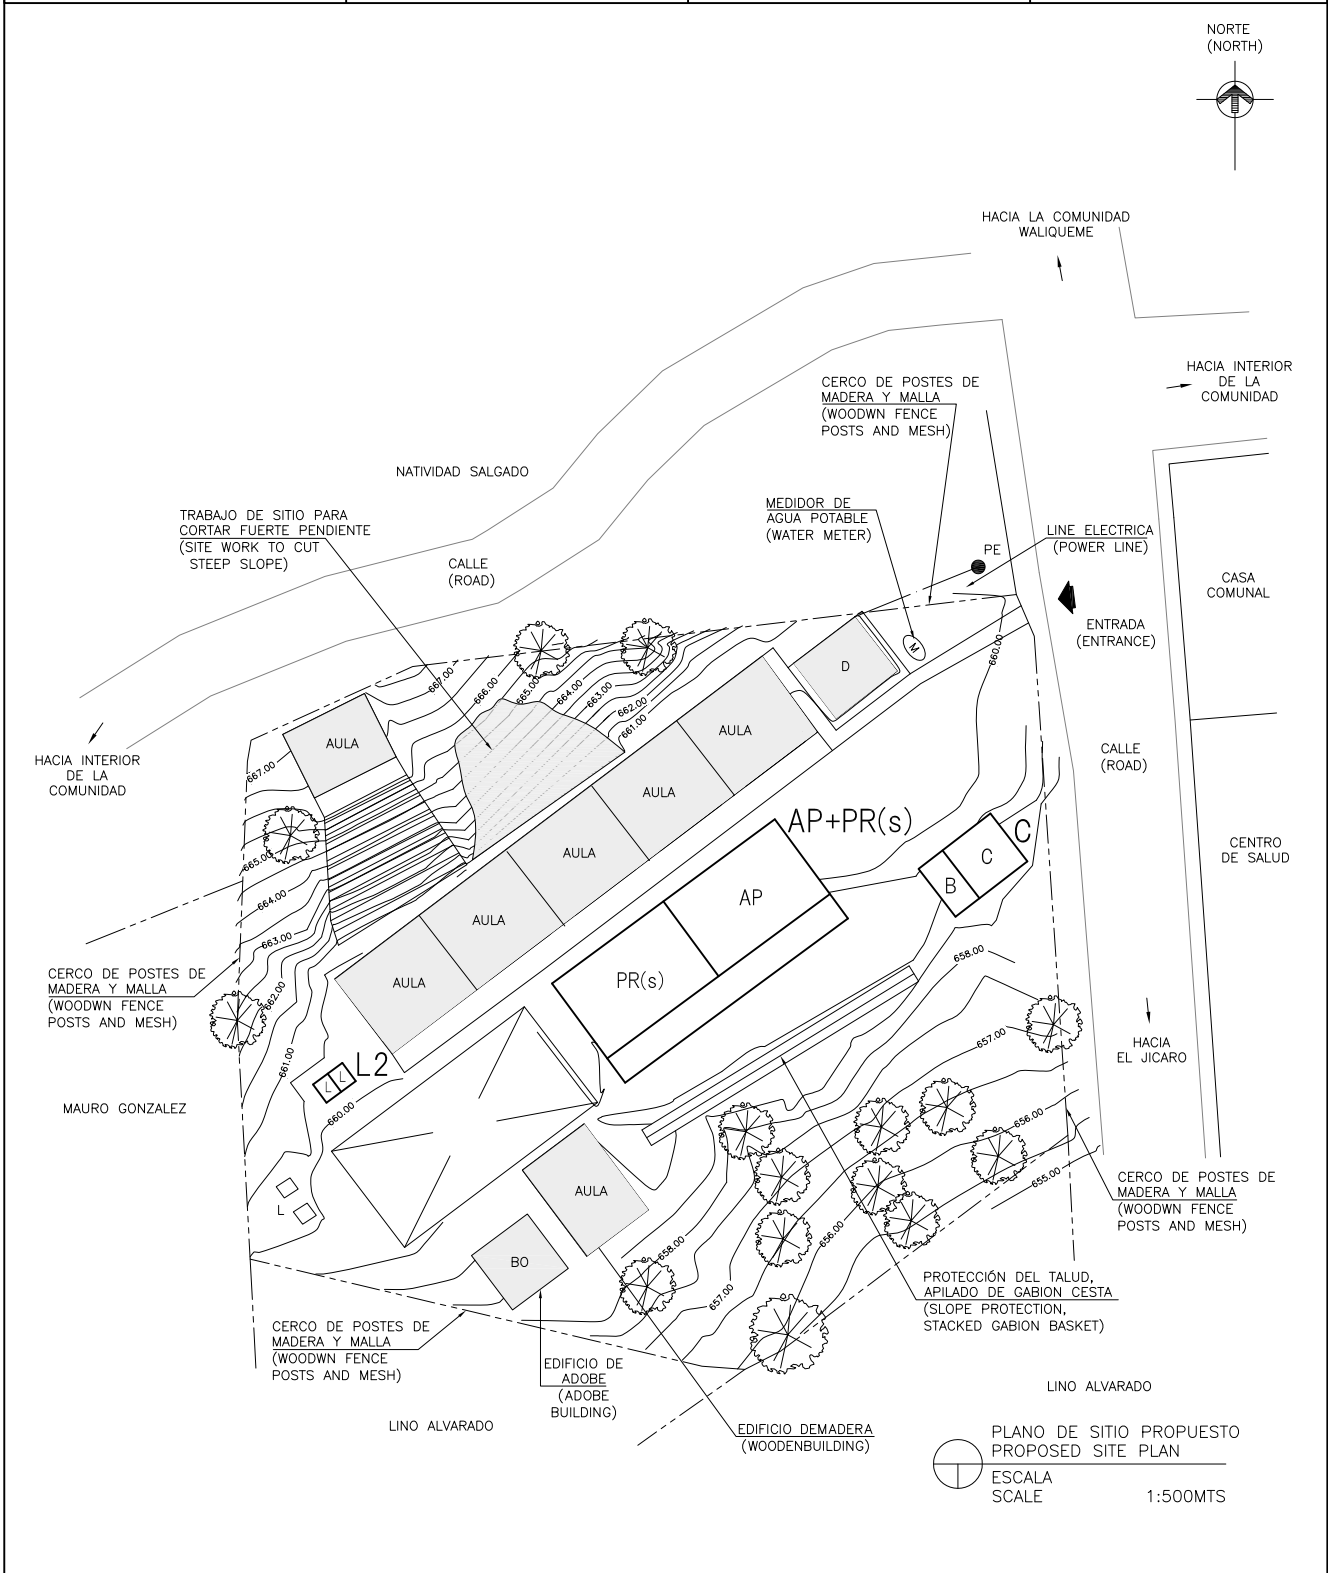 NORTE
(NORTH)
HACIA LA COMUNIDAD
WALIQUEME
HACIA INTERIOR
DE LA
COMUNIDAD
CERCO DE POSTES DE
MADERA Y MALLA
(WOODWN FENCE
POSTS AND MESH)
NATIVIDAD SALGADO
TRABAJO DE SITIO PARA
CORTAR FUERTE PENDIENTE
(SITE WORK TO CUT
STEEP SLOPE)
MEDIDOR DE
AGUA POTABLE
(WATER METER)
LINE ELECTRICA
(POWER LINE)
PE
CALLE
(ROAD)
CASA
COMUNAL
ENTRADA
(ENTRANCE)
M
D
660.00
667.00
666.00
665.00
664.00
663.00
662.00
661.00
AULA
AULA
HACIA INTERIOR
DE LA
COMUNIDAD
667.00
CALLE
(ROAD)
AULA
AP+PR(s)
C
CENTRO
DE SALUD
AULA
C
B
AP
665.00
664.00
663.00
662.00
661.00
AULA
658.00
CERCO DE POSTES DE
MADERA Y MALLA
(WOODWN FENCE
POSTS AND MESH)
AULA
PR(s)
657.00
HACIA
EL JICARO
L2
L
L
MAURO GONZALEZ
660.00
656.00
655.00
CERCO DE POSTES DE
MADERA Y MALLA
(WOODWN FENCE
POSTS AND MESH)
AULA
L
656.00
658.00
657.00
BO
PROTECCIÓN DEL TALUD,
APILADO DE GABION CESTA
(SLOPE PROTECTION,
STACKED GABION BASKET)
CERCO DE POSTES DE
MADERA Y MALLA
(WOODWN FENCE
POSTS AND MESH)
EDIFICIO DE
ADOBE
(ADOBE
BUILDING)
LINO ALVARADO
LINO ALVARADO
EDIFICIO DEMADERA
(WOODENBUILDING)
PLANO DE SITIO PROPUESTO
PROPOSED SITE PLAN
ESCALA
SCALE 1:500MTS